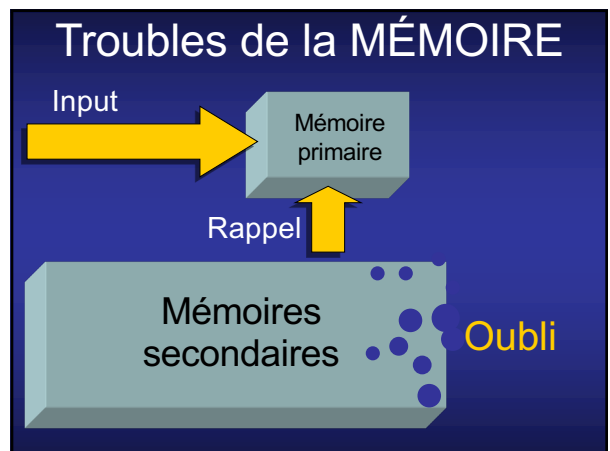 Troubles de la MÉMOIRE
Input
Mémoire
primaire
Rappel
Mémoires
secondaires
Oubli